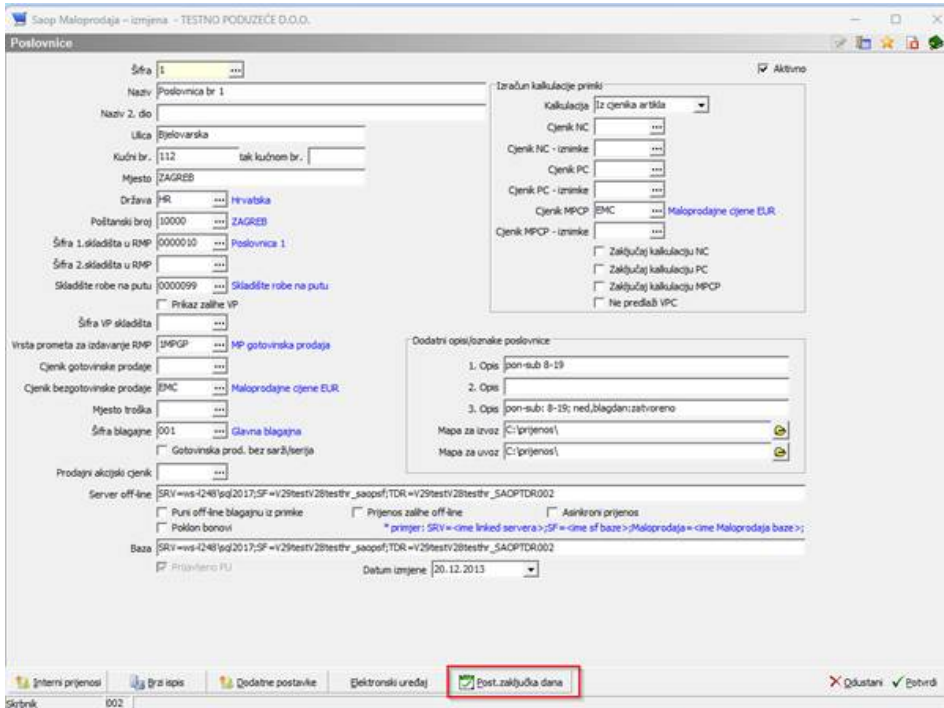 Saop Maloprodaja – izmjena - TESTNO PODUZEĆE D.O.O.
Poslovnice
Šifra 1 ...
Aktivno
Naziv Poslovnica br 1
Naziv 2. dio
Ulica Bjelovarska
Kućni br. 112 tak kućnom br.
Mjesto ZAGREB
Država HR ... Hrvatska
Poštanski broj 10000 ... ZAGREB
Šifra 1.skladišta u RMP 0000010 ... Poslovnica 1
Šifra 2.skladišta u RMP ...
Skladište robe na putu 0000099 ... Skladište robe na putu
Prikaz zalihe VP
Šifra VP skladišta ...
Vrsta prometa za izdavanje RMP 1MPGP ... MP gotovinska prodaja
Cjenik gotovinske prodaje ...
Cjenik bezgotovinske prodaje EMC ... Maloprodajne cijene EUR
Mjesto troška ...
Šifra blagajne 001 ... Glavna blagajna
Gotovinska prod. bez sarži/serija
Prodajni akcijski cjenik ...
Izračun kalkulacije primki
Kalkulacija Iz cjenika artikla
Cjenik NC ...
Cjenik NC - iznimke ...
Cjenik PC ...
Cjenik PC - iznimke ...
Cjenik MPCP EMC ... Maloprodajne cijene EUR
Cjenik MPCP - iznimke ...
Zaključaj kalkulaciju NC
Zaključaj kalkulaciju PC
Zaključaj kalkulaciju MPCP
Ne predlaži VPC
Dodatni opisi/oznake poslovnice
1. Opis pon-sub 8-19
2. Opis
3. Opis pon-sub: 8-19; ned,blagdan:zatvoreno
Mapa za izvoz C:\prijenos\
Mapa za uvoz C:\prijenos\
Server off-line SRV=ws-l248\sql2017;SF=V29testV28testhr_saopsf;TDR=V29testV28testhr_SAOPTDR002
Puni off-line blagajnu iz primke Prijenos zalihe off-line Asinkroni prijenos
Poklon bonovi * primjer: SRV=<ime linked servera>;SF=<ime sf baze>;Maloprodaja=<ime Maloprodaja baze>;
Baza SRV=ws-l248\sql2017;SF=V29testV28testhr_saopsf;TDR=V29testV28testhr_SAOPTDR002
Prijavljeno PU Datum izmjene 20.12.2013
Interni prijenosi Brzi ispis Dodatne postavke Elektronski uređaj Post.zaključka dana Odustani Potvrdi
Skrbnik 002